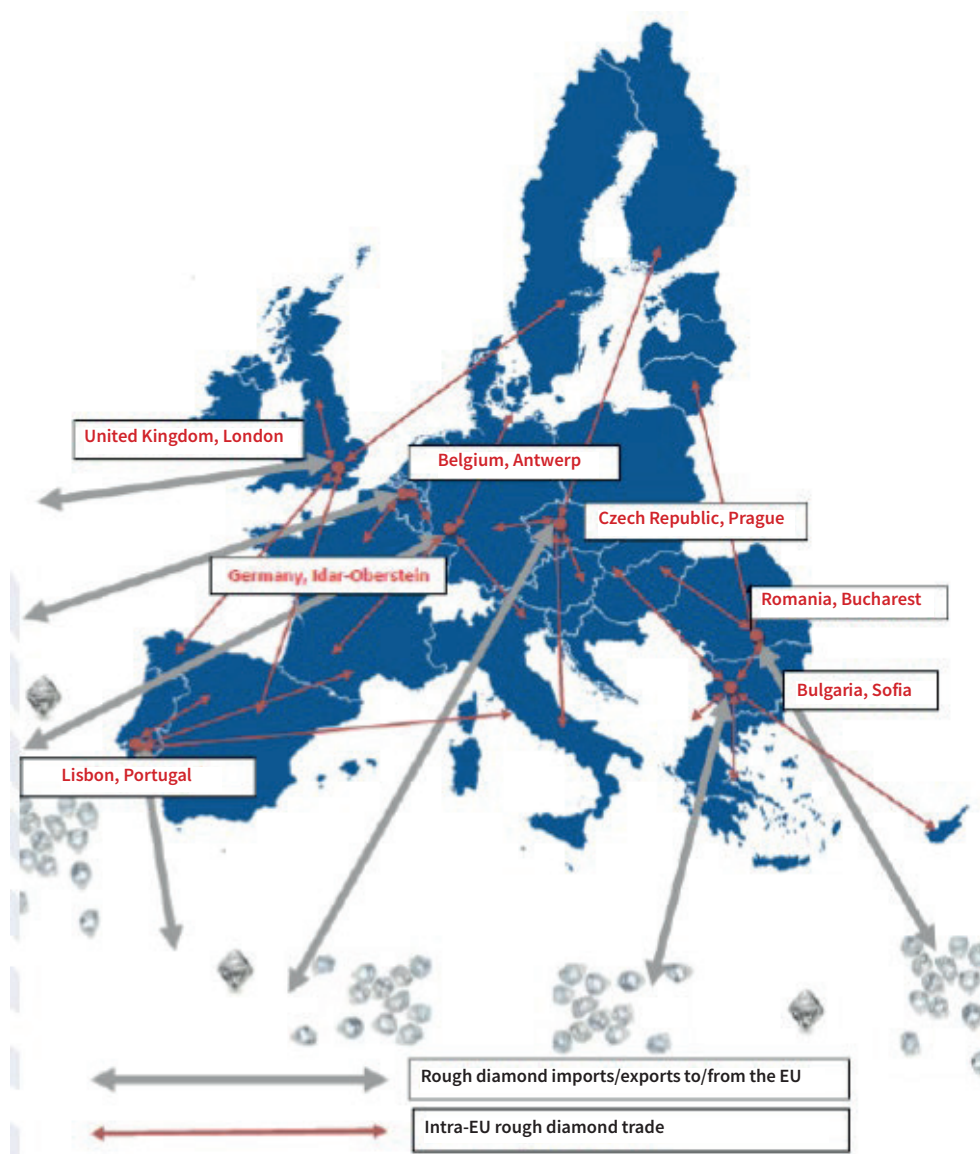 United Kingdom, London
Belgium, Antwerp
Czech Republic, Prague
Germany, Idar-Oberstein
Romania, Bucharest
Bulgaria, Sofia
Lisbon, Portugal
Rough diamond imports/exports to/from the EU
Intra-EU rough diamond trade